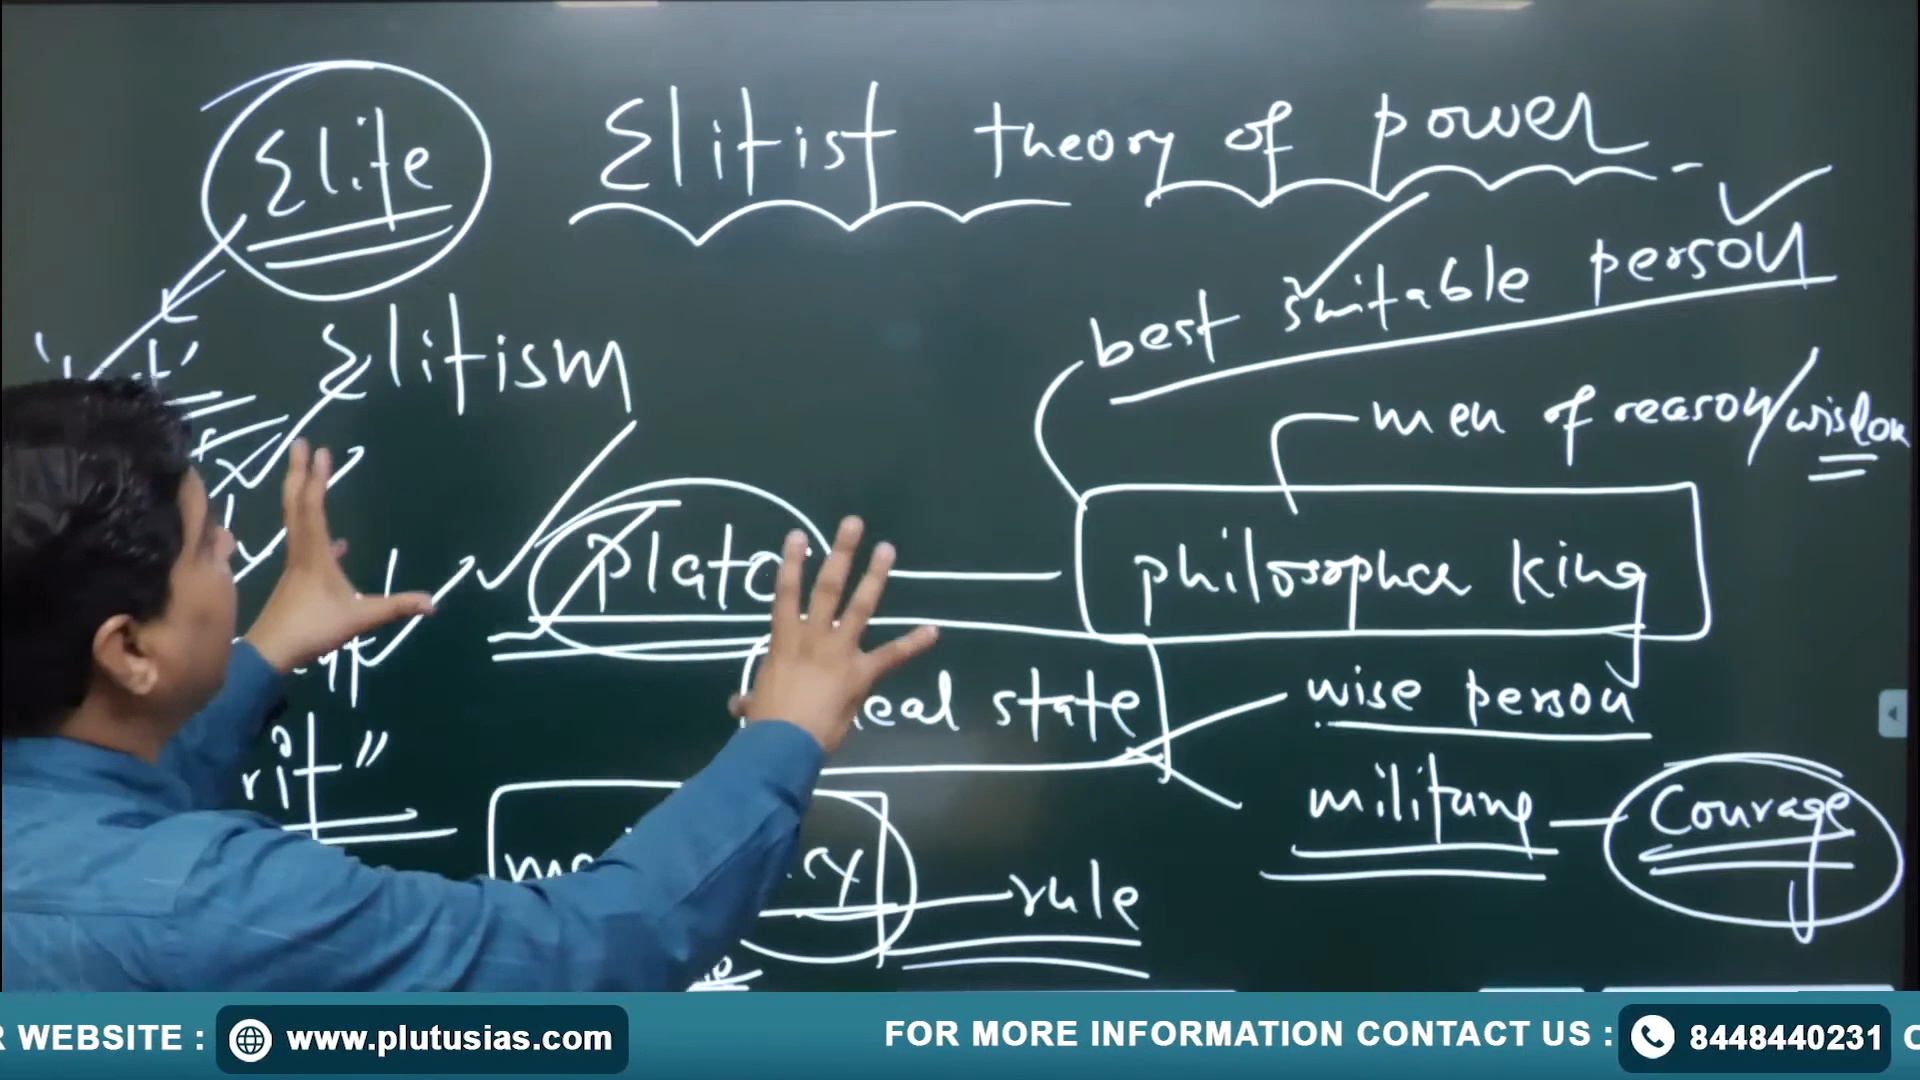 Elite
Elitist theory of power
best suitable person
Elitism
men of reason/wisdom
Plato
philosopher king
state
wise person
military
Courage
rule
WEBSITE :
www.plutusias.com
FOR MORE INFORMATION CONTACT US :
8448440231